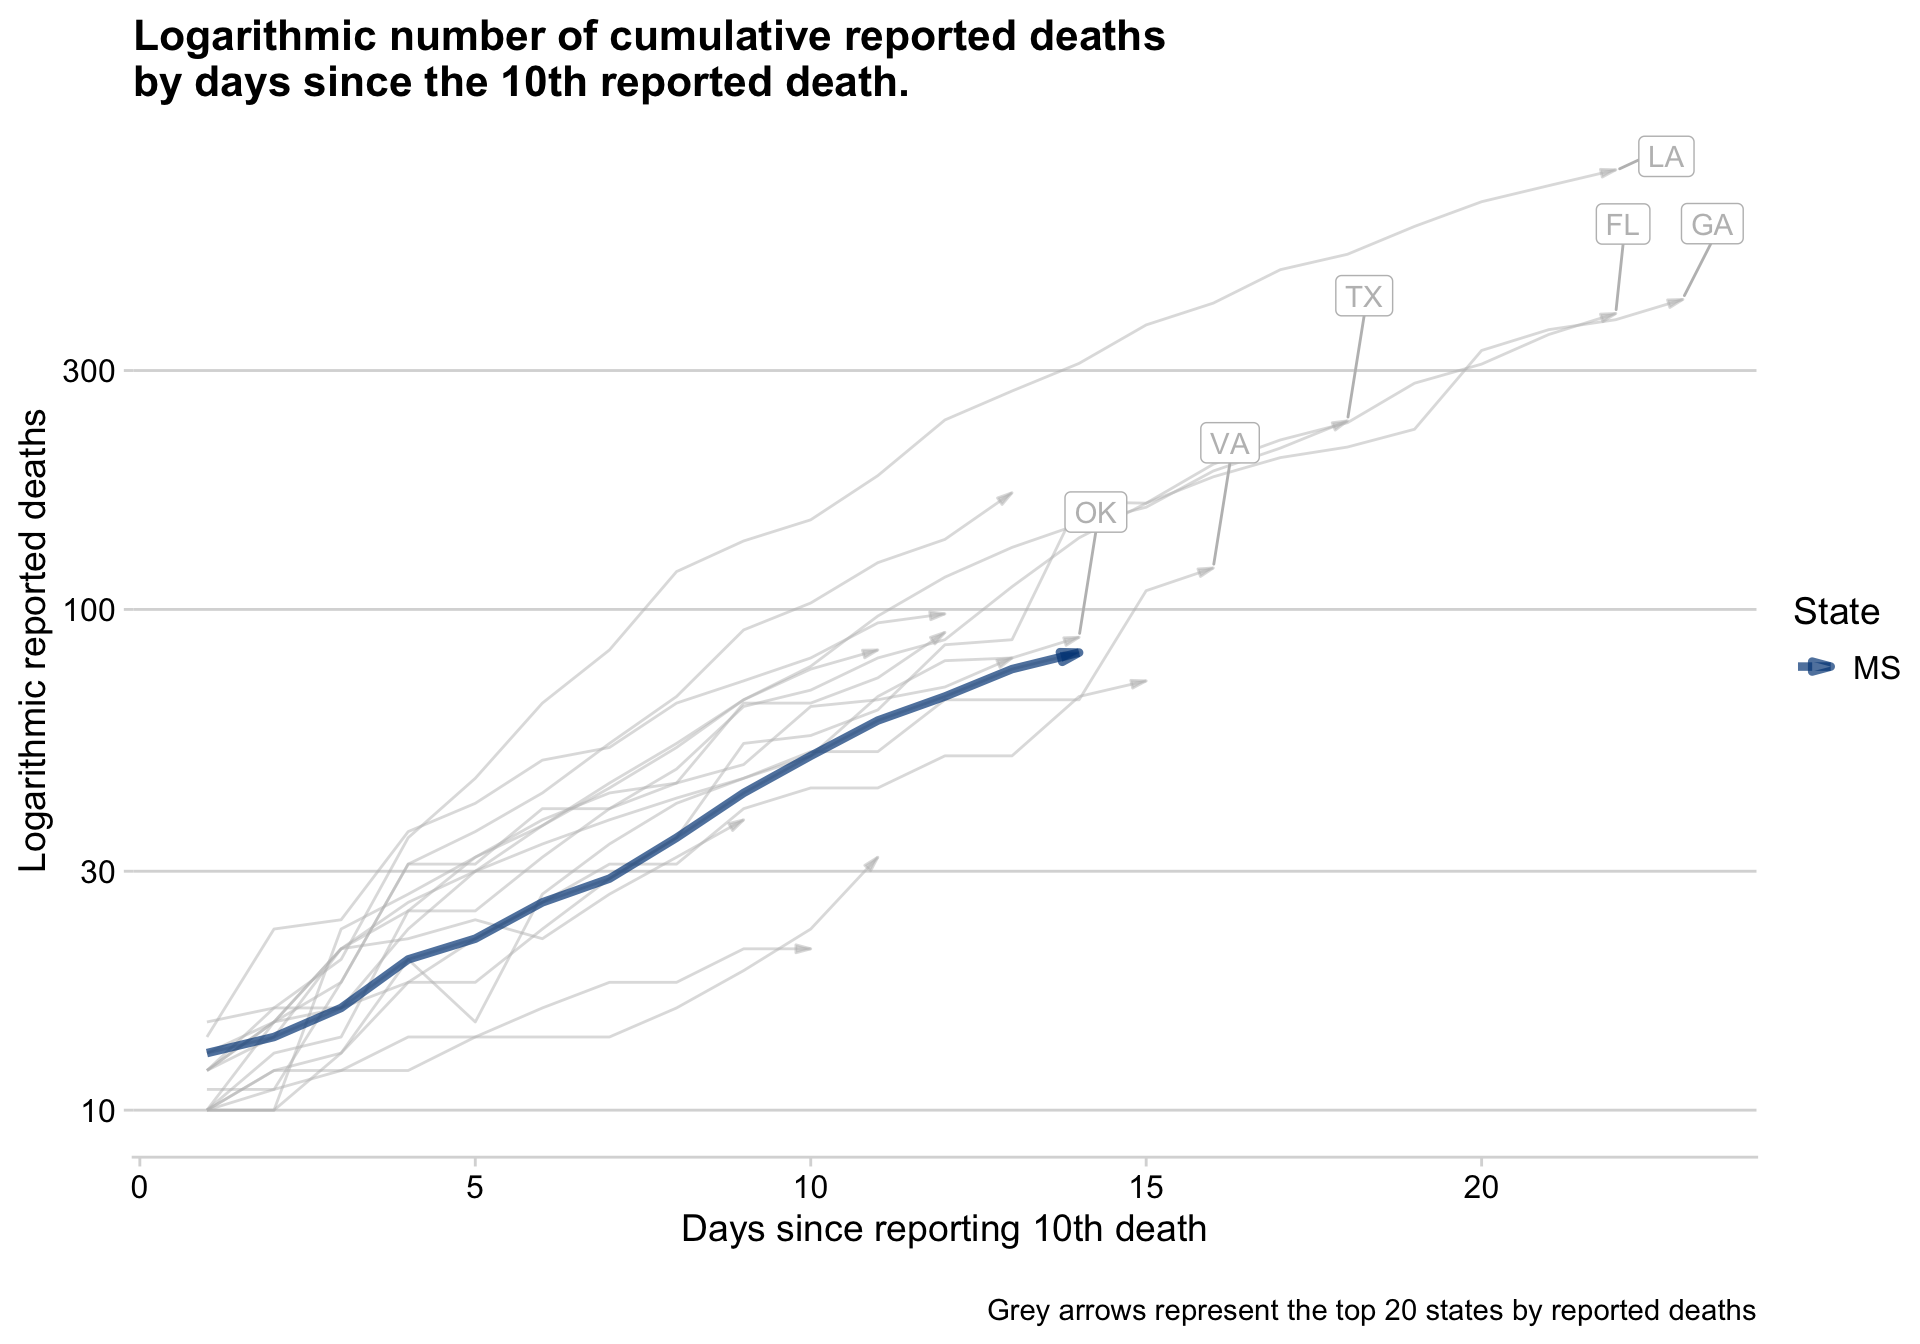 Logarithmic number of cumulative reported deaths
by days since the 10th reported death.
LA
FL
GA
TX
VA
OK
300
100
30
10
Logarithmic reported deaths
State
MS
0
5
10
15
20
Days since reporting 10th death
Grey arrows represent the top 20 states by reported deaths